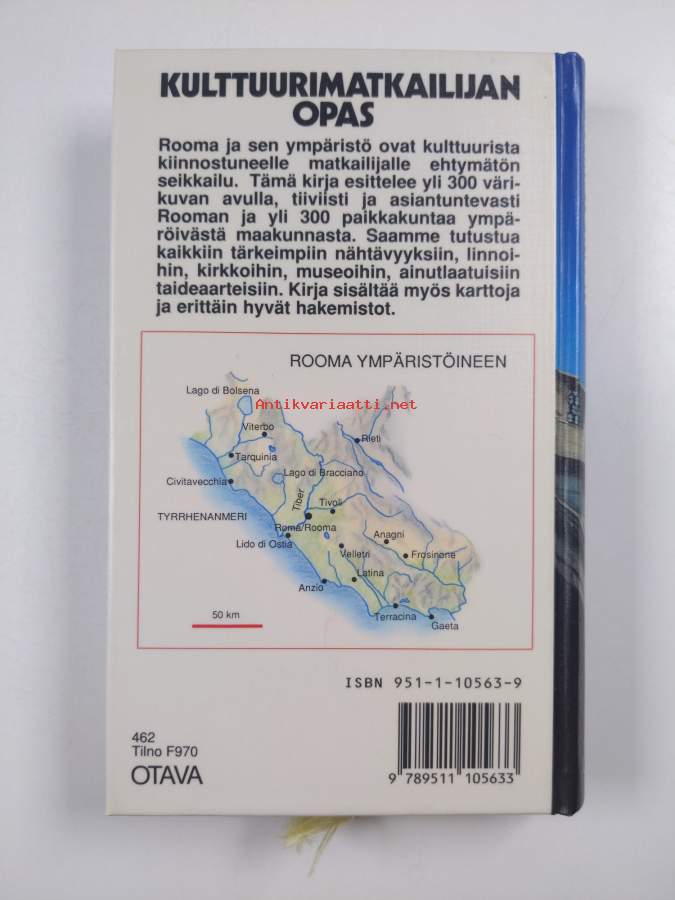 KULTTUURIMATKAILIJAN
OPAS
Rooma ja sen ympäristö ovat kulttuurista
kiinnostuneelle matkailijalle ehtymätön
seikkailu. Tämä kirja esittelee yli 300 väri-
kuvan avulla, tiiviisti ja asiantuntevasti
Rooman ja yli 300 paikkakuntaa ympä-
röivästä maakunnasta. Saamme tutustua
kaikkiin tärkeimpiin nähtävyyksiin, linnoi-
hin, kirkkoihin, museoihin, ainutlaatuisiin
taideaarteisiin. Kirja sisältää myös karttoja
ja erittäin hyvät hakemistot.
ROOMA YMPÄRISTÖINEEN
Lago di Bolsena
Antikvariaatti.net
Viterbo
Rieti
Tarquinia
Lago di Bracciano
Civitavecchia
Tiber
Tivoli
TYRRHENANMERI
Roma/Rooma
Anagni
Lido di Ostia
Velletri
Frosinone
Latina
Anzio
50 km
Terracina
Gaeta
ISBN 951-1-10563-9
462
Tilno F970
OTAVA
9 789511 105633